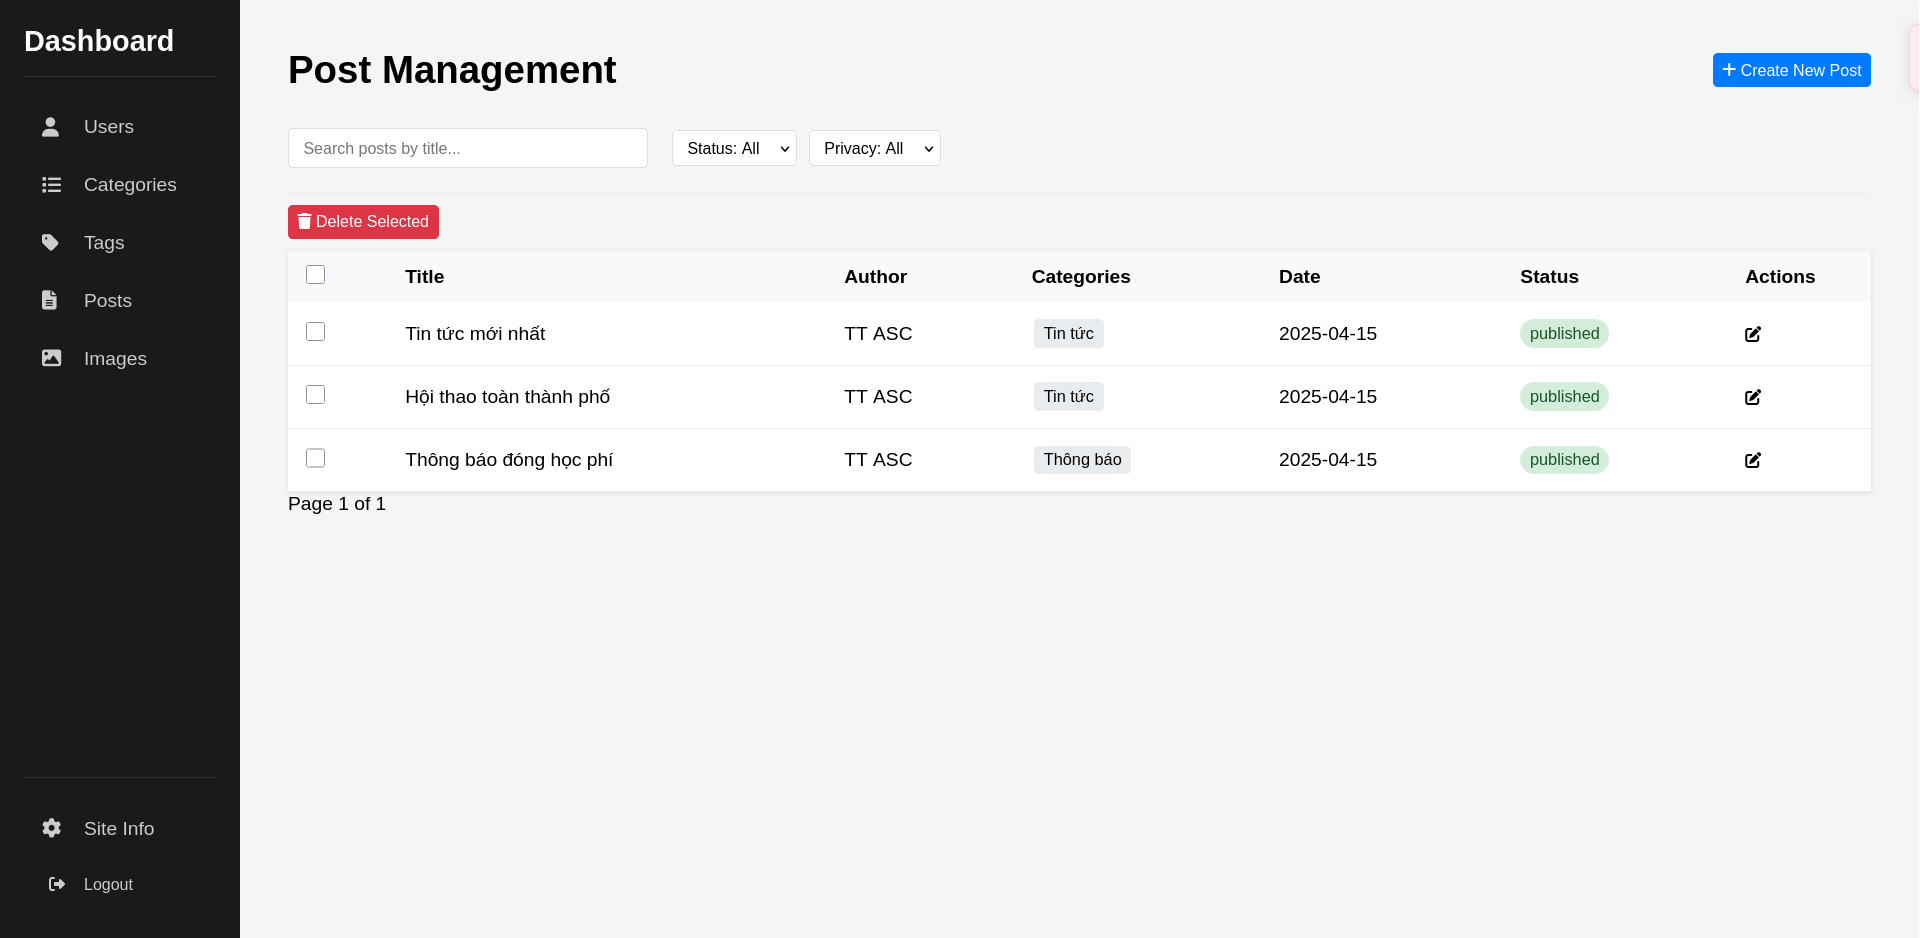 Dashboard
Users
Categories
Tags
Posts
Images
Site Info
Logout
Post Management
Create New Post
Search posts by title...
Status: All
Privacy: All
Delete Selected
Title Author Categories Date Status Actions
Tin tức mới nhất TT ASC Tin tức 2025-04-15 published
Hội thao toàn thành phố TT ASC Tin tức 2025-04-15 published
Thông báo đóng học phí TT ASC Thông báo 2025-04-15 published
Page 1 of 1